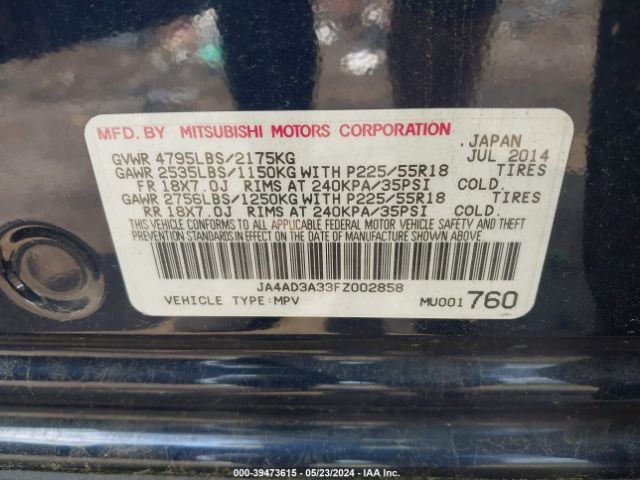 MFD. BY MITSUBISHI MOTORS CORPORATION JAPAN
GVWR 4795LBS/2175KG JUL 2014
GAWR 2535LBS/1150KG WITH P225/55R18 TIRES
FR 18X7.0J RIMS AT 240KPA/35PSI COLD.
GAWR 2756LBS/1250KG WITH P225/55R18 TIRES
RR 18X7.0J RIMS AT 240KPA/35PSI COLD.
THIS VEHICLE CONFORMS TO ALL APPLICABLE FEDERAL MOTOR VEHICLE SAFETY AND THEFT
PREVENTION STANDARDS IN EFFECT ON THE DATE OF MANUFACTURE SHOWN ABOVE.
JA4AD3A33FZ002858
VEHICLE TYPE:MPV MU001 760
000-39473615 - 05/23/2024 - IAA Auctions